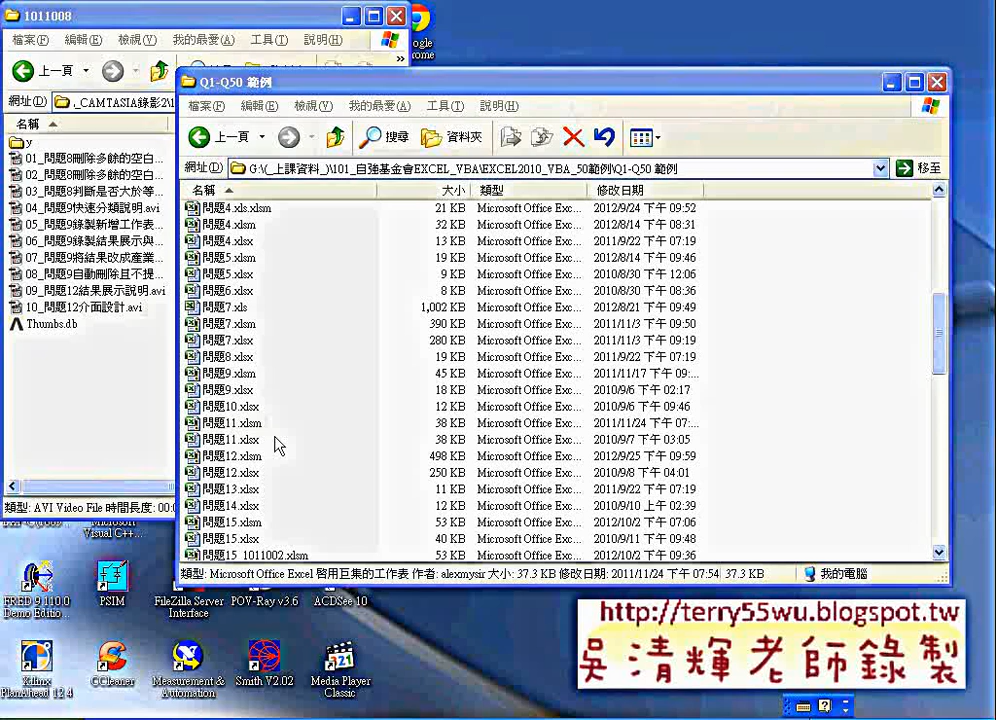 1011008
檔案(F) 編輯(E) 檢視(V) 我的最愛(A) 工具(T) 說明(H)
上一頁
網址(D) ._CAMTASIA錄影2\1
名稱
y
01_問題8刪除多餘的空白...
02_問題8刪除多餘的空白...
03_問題8判斷是否大於等...
04_問題9快速分類說明.avi
05_問題9錄製新增工作表...
06_問題9錄製結果展示與...
07_問題9將結果改成產業...
08_問題9自動刪除且不提...
09_問題12結果展示說明.avi
10_問題12介面設計.avi
Thumbs.db
類型: AVI Video File 時間長度: 00:
Q1-Q50 範例
檔案(F) 編輯(E) 檢視(V) 我的最愛(A) 工具(T) 說明(H)
上一頁 搜尋 資料夾
網址(D) G:\(_上課資料_)\101_自強基金會EXCEL_VBA\EXCEL2010_VBA_50範例\Q1-Q50 範例 移至
名稱 大小 類型 修改日期
問題4.xls.xlsm 21 KB Microsoft Office Exc... 2012/9/24 下午 09:52
問題4.xlsm 32 KB Microsoft Office Exc... 2012/8/14 下午 08:31
問題4.xlsx 13 KB Microsoft Office Exc... 2011/9/22 下午 07:19
問題5.xlsm 19 KB Microsoft Office Exc... 2012/8/14 下午 09:46
問題5.xlsx 9 KB Microsoft Office Exc... 2010/8/30 下午 12:06
問題6.xlsx 8 KB Microsoft Office Exc... 2010/8/30 下午 08:36
問題7.xls 1,002 KB Microsoft Office Exc... 2012/8/21 下午 09:49
問題7.xlsm 390 KB Microsoft Office Exc... 2011/11/3 下午 09:50
問題7.xlsx 280 KB Microsoft Office Exc... 2011/11/3 下午 09:19
問題8.xlsx 19 KB Microsoft Office Exc... 2011/9/22 下午 07:19
問題9.xlsm 45 KB Microsoft Office Exc... 2011/11/17 下午 09:...
問題9.xlsx 18 KB Microsoft Office Exc... 2010/9/6 下午 02:17
問題10.xlsx 12 KB Microsoft Office Exc... 2010/9/6 下午 09:46
問題11.xlsm 38 KB Microsoft Office Exc... 2011/11/24 下午 07:...
問題11.xlsx 38 KB Microsoft Office Exc... 2010/9/7 下午 03:05
問題12.xlsm 498 KB Microsoft Office Exc... 2012/9/25 下午 09:59
問題12.xlsx 250 KB Microsoft Office Exc... 2010/9/8 下午 04:01
問題13.xlsx 11 KB Microsoft Office Exc... 2011/9/22 下午 07:19
問題14.xlsx 12 KB Microsoft Office Exc... 2010/9/10 上午 02:39
問題15.xlsm 53 KB Microsoft Office Exc... 2012/10/2 下午 07:06
問題15.xlsx 40 KB Microsoft Office Exc... 2010/9/11 下午 09:48
問題15_1011002.xlsm 53 KB Microsoft Office Exc... 2012/10/2 下午 09:36
類型: Microsoft Office Excel 啓用巨集的工作表 作者: alexmysir 大小: 37.3 KB 修改日期: 2011/11/24 下午 07:54 37.3 KB 我的電腦
Microsoft
Visual C++...
FRED 9.110.0
Demo Editio...
PSIM
FileZilla Server
Interface
POV-Ray v3.6
ACDSee 10
Xilinx
PlanAhead 12.4
CCleaner
Measurement &
Automation
Smith V2.02
Media Player
Classic
http://terry55wu.blogspot.tw
吳清輝老師錄製